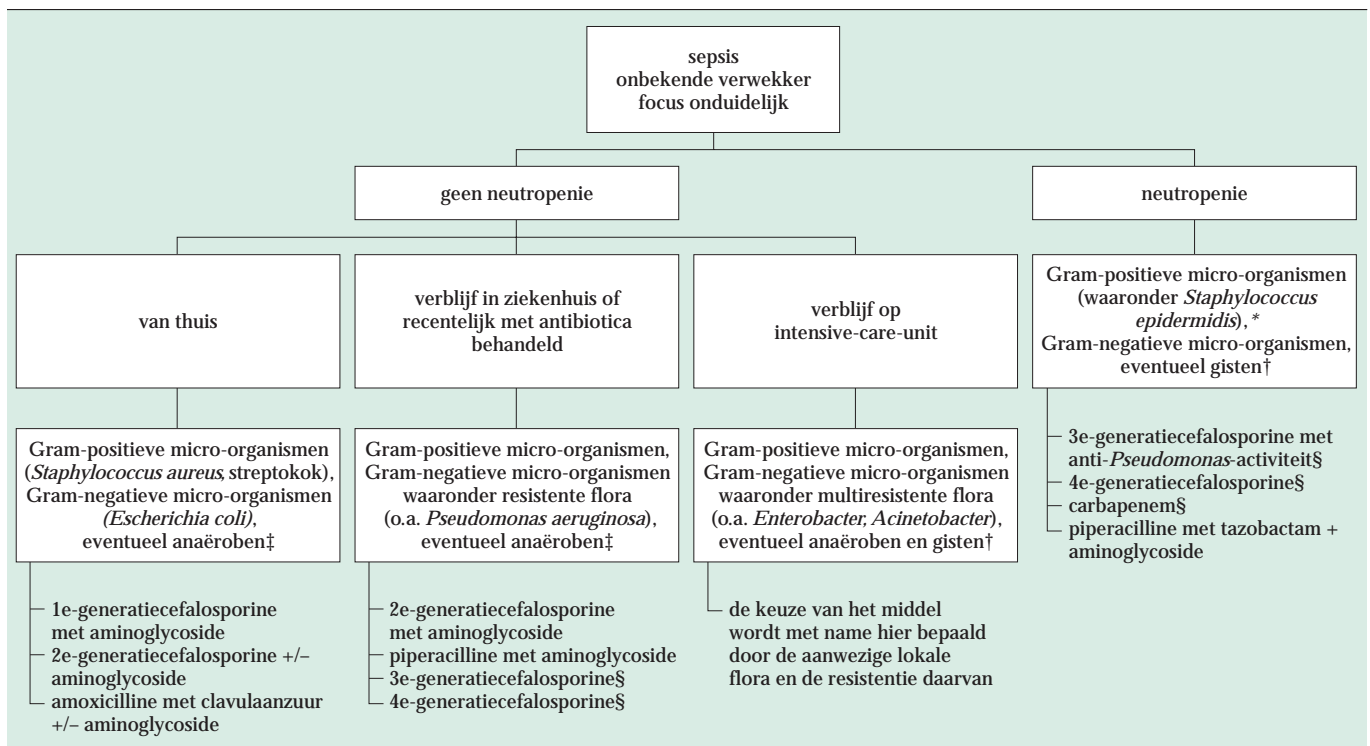 sepsis
onbekende verwekker
focus onduidelijk
geen neutropenie
neutropenie
van thuis
verblijf in ziekenhuis of
recentelijk met antibiotica
behandeld
verblijf op
intensive-care-unit
Gram-positieve micro-organismen
(waaronder Staphylococcus
epidermidis),*
Gram-negatieve micro-organismen,
eventueel gisten†
Gram-positieve micro-organismen
(Staphylococcus aureus, streptokok),
Gram-negatieve micro-organismen
(Escherichia coli),
eventueel anaëroben‡
Gram-positieve micro-organismen,
Gram-negatieve micro-organismen
waaronder resistente flora
(o.a. Pseudomonas aeruginosa),
eventueel anaëroben‡
Gram-positieve micro-organismen,
Gram-negatieve micro-organismen
waaronder multiresistente flora
(o.a. Enterobacter, Acinetobacter),
eventueel anaëroben en gisten†
3e-generatiecefalosporine met
anti-Pseudomonas-activiteit§
4e-generatiecefalosporine§
carbapenem§
piperacilline met tazobactam +
aminoglycoside
1e-generatiecefalosporine
met aminoglycoside
2e-generatiecefalosporine +/–
aminoglycoside
amoxicilline met clavulaanzuur
+/– aminoglycoside
2e-generatiecefalosporine
met aminoglycoside
piperacilline met aminoglycoside
3e-generatiecefalosporine§
4e-generatiecefalosporine§
de keuze van het middel
wordt met name hier bepaald
door de aanwezige lokale
flora en de resistentie daarvan